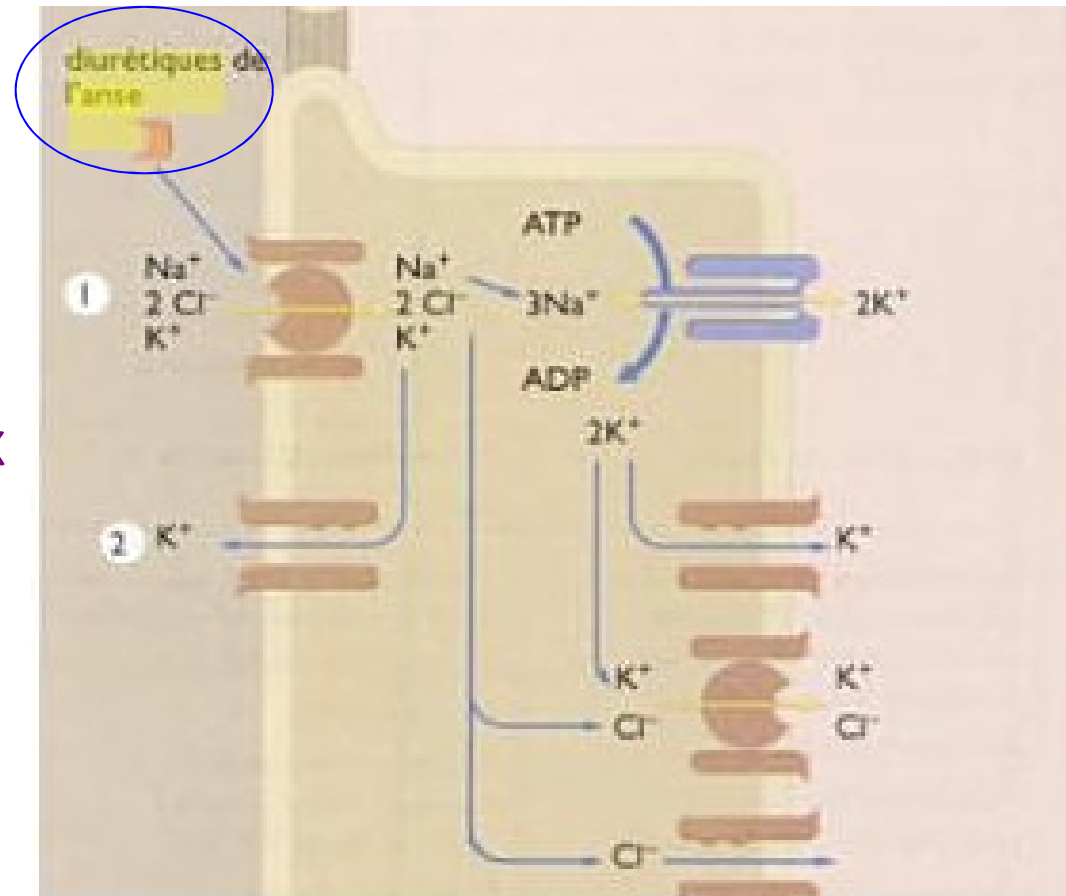 diurétiques de
l'anse
ATP
Na⁺
2 Cl⁻
K⁺
1
Na⁺
2 Cl⁻
K⁺
3Na⁺
2K⁺
ADP
2K⁺
2
K⁺
K⁺
K⁺
Cl⁻
K⁺
Cl⁻
Cl⁻